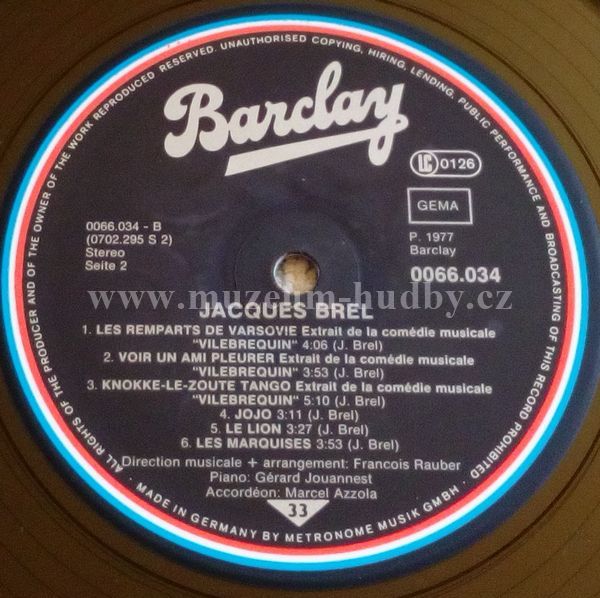 ALL RIGHTS OF THE PRODUCER AND OF THE OWNER OF THE WORK REPRODUCED RESERVED. UNAUTHORISED COPYING, HIRING, LENDING, PUBLIC PERFORMANCE AND BROADCASTING OF THIS RECORD PROHIBITED
Barclay
LC 0126
GEMA
0066.034 - B
(0702.295 S 2)
Stereo
Seite 2
P. 1977
Barclay
0066.034
www.muzeum-hudby.cz
JACQUES BREL
1. LES REMPARTS DE VARSOVIE Extrait de la comédie musicale
"VILEBREQUIN" 4:06 (J. Brel)
2. VOIR UN AMI PLEURER Extrait de la comédie musicale
"VILEBREQUIN" 3:53 (J. Brel)
3. KNOKKE-LE-ZOUTE TANGO Extrait de la comédie musicale
"VILEBREQUIN" 5:10 (J. Brel)
4. JOJO 3:11 (J. Brel)
5. LE LION 3:27 (J. Brel)
6. LES MARQUISES 3:53 (J. Brel)
Direction musicale + arrangement: Francois Rauber
Piano: Gérard Jouannest
Accordéon: Marcel Azzola
33
· MADE IN GERMANY BY METRONOME MUSIK GMBH ·